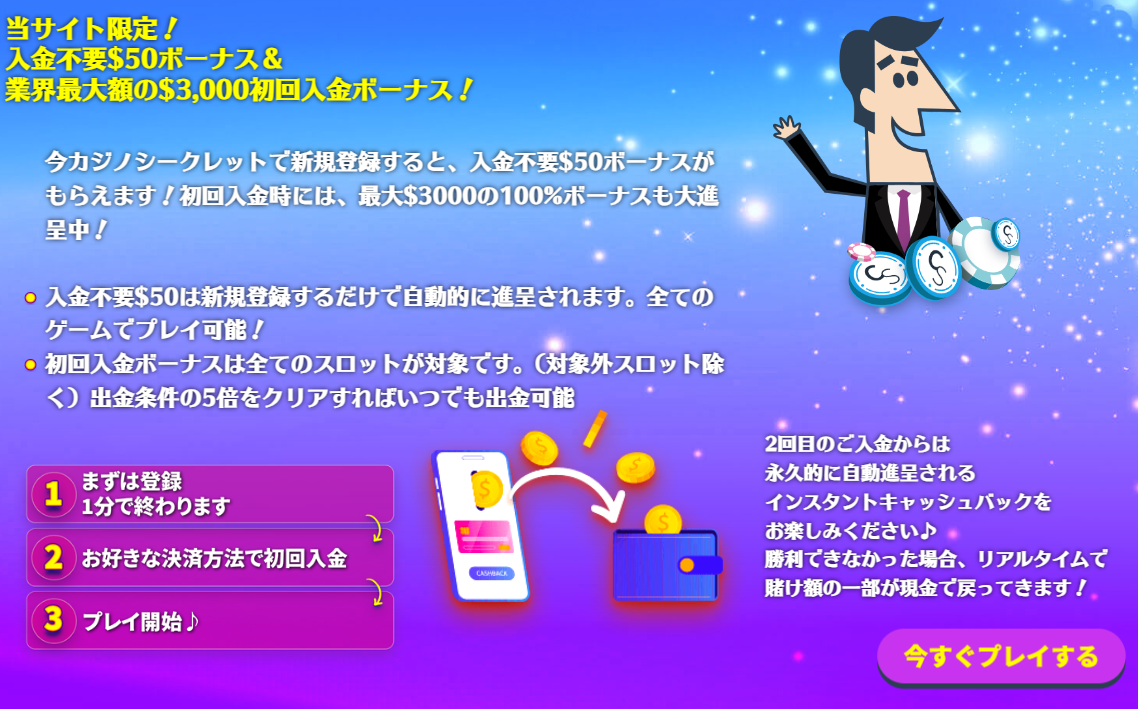 当サイト限定！
入金不要$50ボーナス＆
業界最大額の$3,000初回入金ボーナス！
今カジノシークレットで新規登録すると、入金不要$50ボーナスが
もらえます！初回入金時には、最大$3000の100%ボーナスも大進
呈中！
入金不要$50は新規登録するだけで自動的に進呈されます。全ての
ゲームでプレイ可能！
初回入金ボーナスは全てのスロットが対象です。（対象外スロット除
く）出金条件の5倍をクリアすればいつでも出金可能
1
まずは登録
1分で終わります
2
お好きな決済方法で初回入金
3
プレイ開始♪
CASHBACK
2回目のご入金からは
永久的に自動進呈される
インスタントキャッシュバックを
お楽しみください♪
勝利できなかった場合、リアルタイムで
賭け額の一部が現金で戻ってきます！
今すぐプレイする